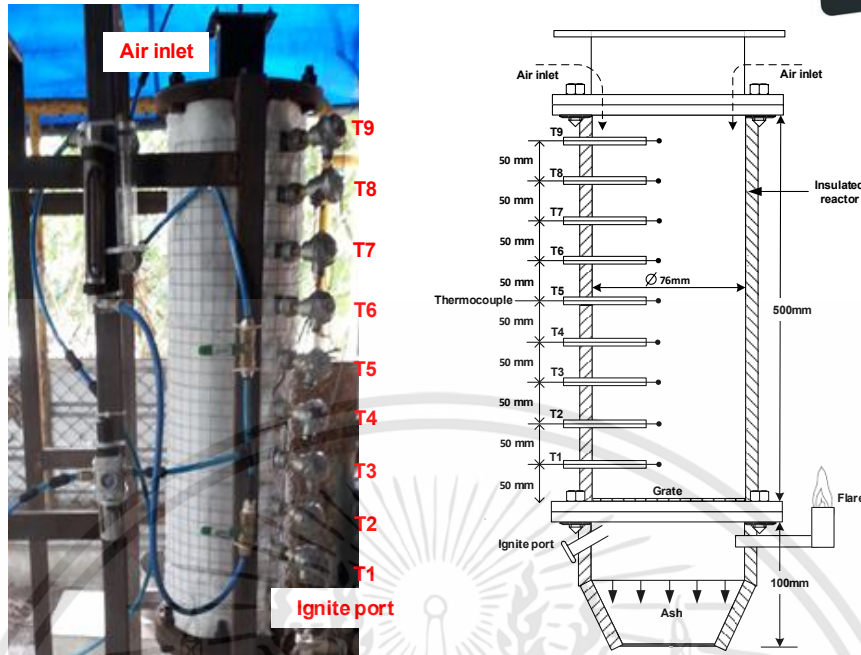 Air inlet
T9
T8
T7
T6
T5
T4
T3
T2
T1
Ignite port
Air inlet
Air inlet
T9
50 mm
T8
50 mm
T7
50 mm
T6
50 mm
T5
50 mm
T4
50 mm
T3
50 mm
T2
50 mm
T1
50 mm
Insulated
reactor
Ø 76mm
Thermocouple
500mm
Grate
Flare
Ignite port
100mm
Ash